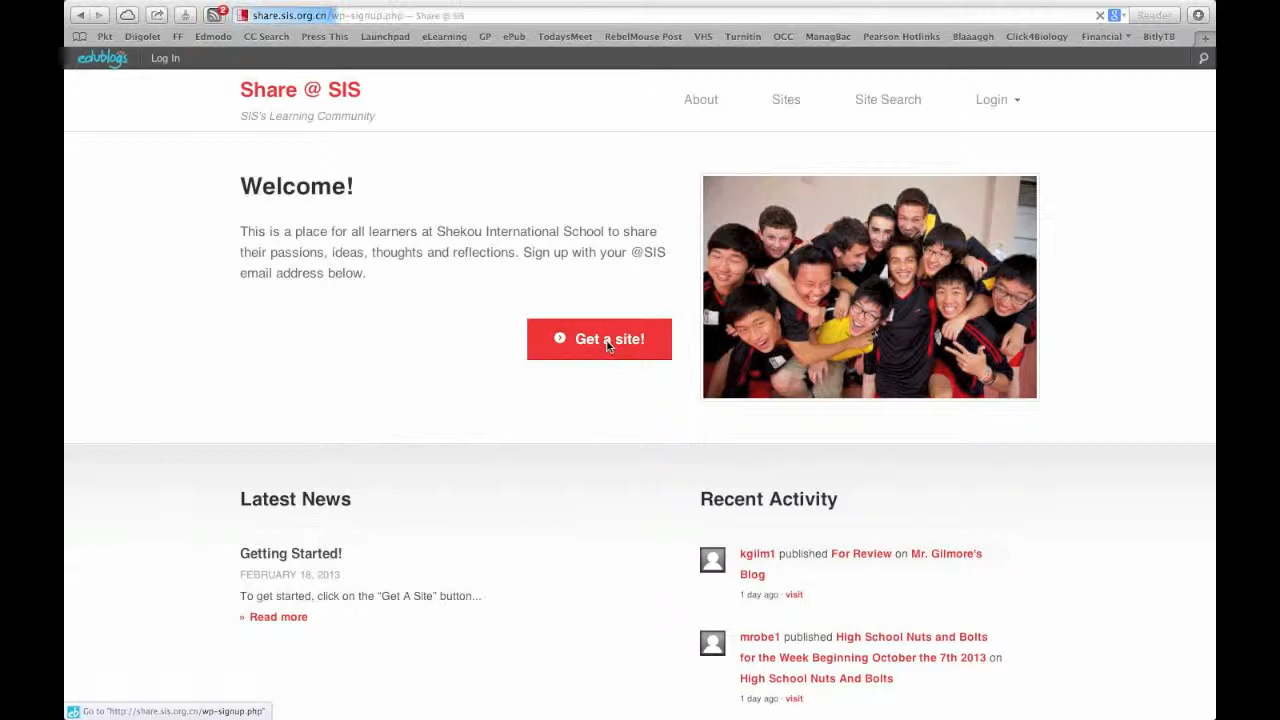 2
share.sis.org.cn/wp-signup.php — Share @ SIS
Reader
Pkt Diigolet FF Edmodo CC Search Press This Launchpad eLearning GP ePub TodaysMeet RebelMouse Post VHS Turnitin OCC ManagBac Pearson Hotlinks Blaaaggh Click4Biology Financial BitlyTB
edublogs Log In
Share @ SIS
SIS's Learning Community
About Sites Site Search Login
Welcome!
This is a place for all learners at Shekou International School to share
their passions, ideas, thoughts and reflections. Sign up with your @SIS
email address below.
Get a site!
Latest News
Getting Started!
FEBRUARY 18, 2013
To get started, click on the “Get A Site” button...
» Read more
Recent Activity
kgilm1 published For Review on Mr. Gilmore's
Blog
1 day ago · visit
mrobe1 published High School Nuts and Bolts
for the Week Beginning October the 7th 2013 on
High School Nuts And Bolts
1 day ago · visit
Go to "http://share.sis.org.cn/wp-signup.php"